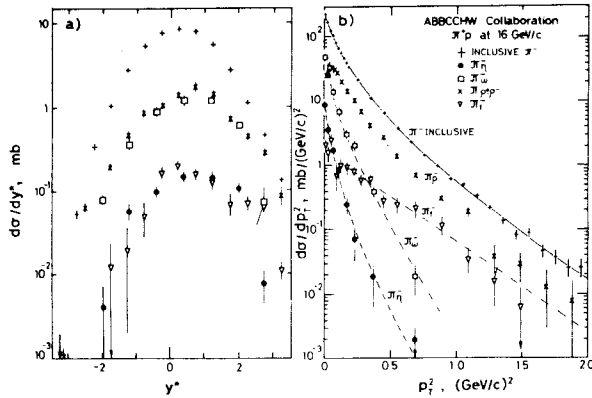 a)
dσ/dy*, mb
10
1
10⁻¹
10⁻²
10⁻³
-2
0
2
y*
b)
ABBCCHW Collaboration
π⁺p at 16 GeV/c
INCLUSIVE π⁻
π⁻ INCLUSIVE
dσ/dp_T², mb/(GeV/c)²
10²
10
1
10⁻¹
10⁻²
10⁻³
0
0.5
1.0
1.5
2.0
p_T², (GeV/c)²